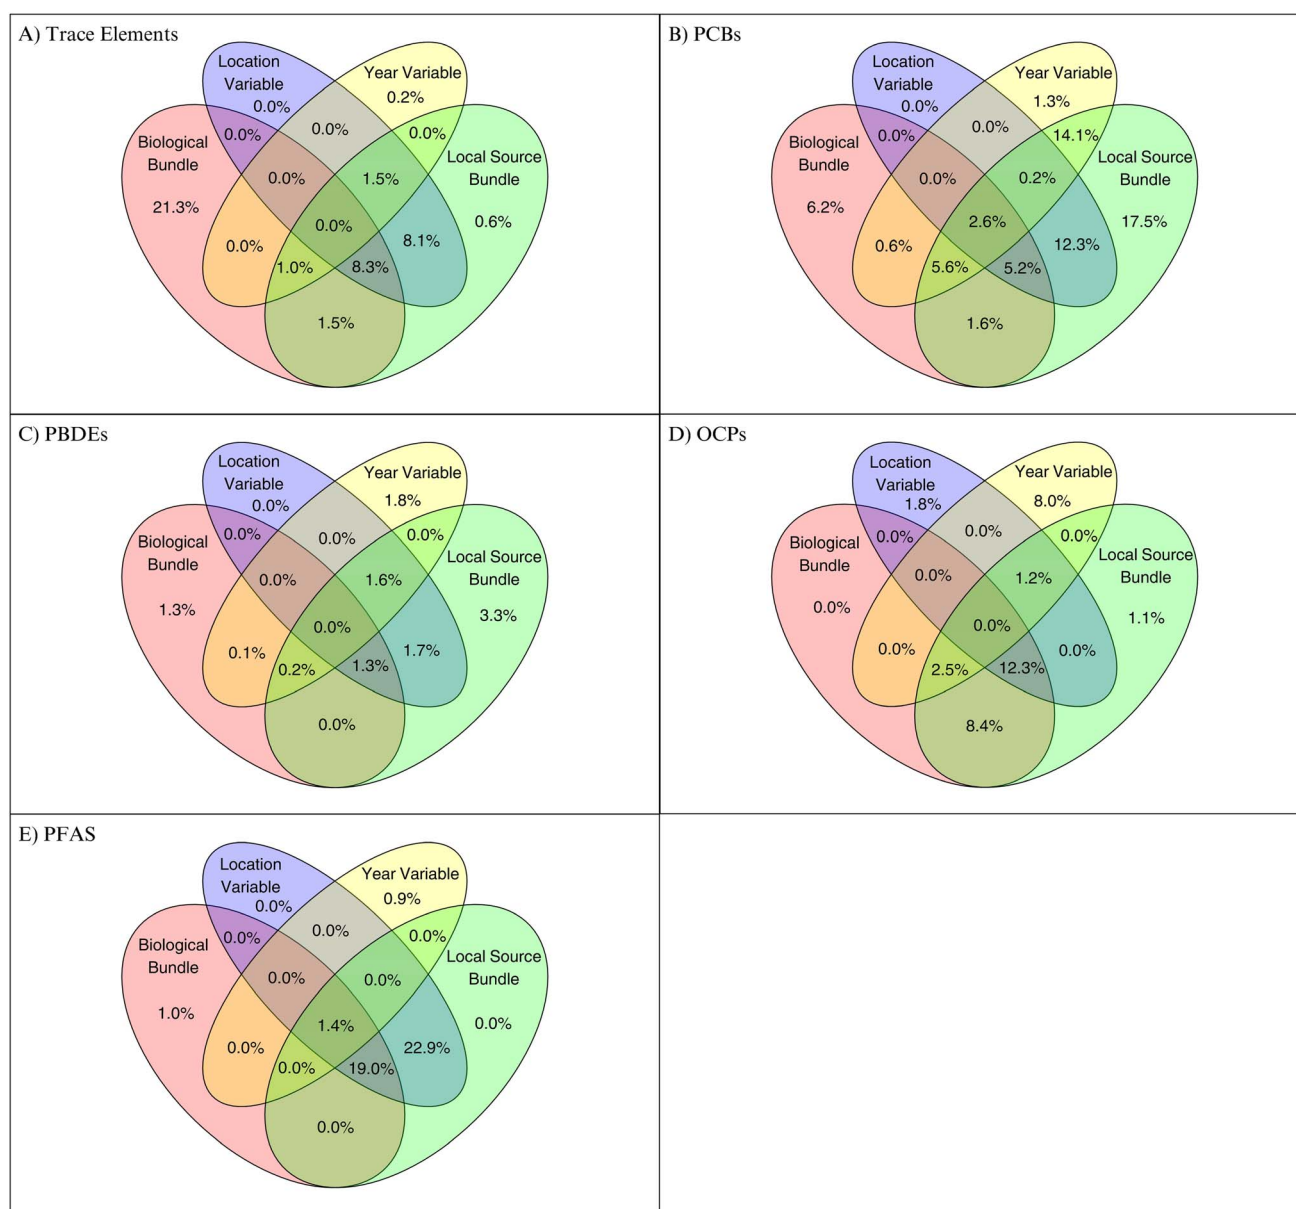 A) Trace Elements
Location
Variable
0.0%
Year Variable
0.2%
0.0%
0.0%
0.0%
Biological
Bundle
21.3%
Local Source
Bundle
0.6%
0.0%
1.5%
0.0%
0.0%
8.1%
1.0%
8.3%
1.5%
B) PCBs
Location
Variable
0.0%
Year Variable
1.3%
0.0%
0.0%
14.1%
Biological
Bundle
6.2%
Local Source
Bundle
17.5%
0.0%
0.2%
2.6%
0.6%
12.3%
5.6%
5.2%
1.6%
C) PBDEs
Location
Variable
0.0%
Year Variable
1.8%
0.0%
0.0%
0.0%
Biological
Bundle
1.3%
Local Source
Bundle
3.3%
0.0%
1.6%
0.0%
0.1%
1.7%
0.2%
1.3%
0.0%
D) OCPs
Location
Variable
1.8%
Year Variable
8.0%
0.0%
0.0%
0.0%
Biological
Bundle
0.0%
Local Source
Bundle
1.1%
0.0%
1.2%
0.0%
0.0%
0.0%
2.5%
12.3%
8.4%
E) PFAS
Location
Variable
0.0%
Year Variable
0.9%
0.0%
0.0%
0.0%
Biological
Bundle
1.0%
Local Source
Bundle
0.0%
0.0%
0.0%
1.4%
0.0%
22.9%
0.0%
19.0%
0.0%